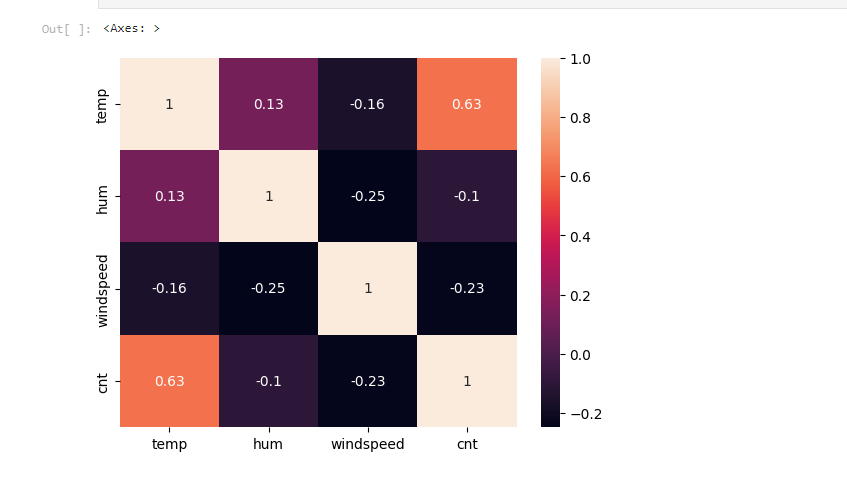 Out[ ]: <Axes: >
1.0
temp 1 0.13 -0.16 0.63
0.8
0.6
hum 0.13 1 -0.25 -0.1
0.4
windspeed -0.16 -0.25 1 -0.23
0.2
0.0
cnt 0.63 -0.1 -0.23 1
−0.2
temp hum windspeed cnt